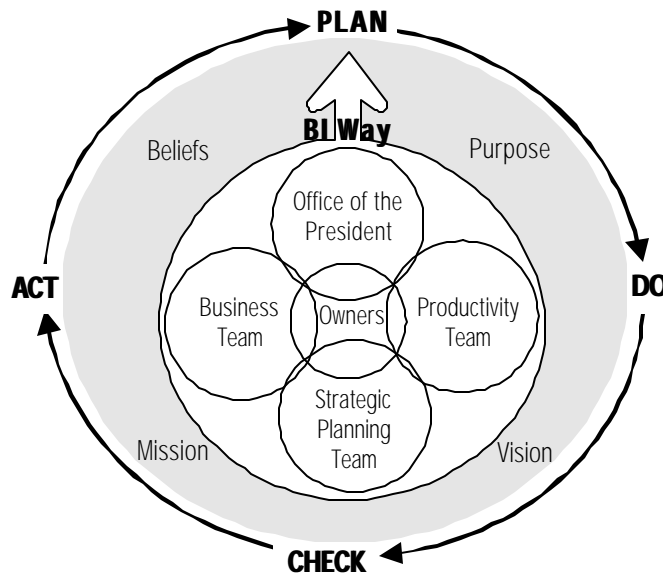 PLAN
BI Way
Beliefs
Purpose
Office of the
President
ACT
DO
Business
Team
Owners
Productivity
Team
Strategic
Planning
Team
Mission
Vision
CHECK